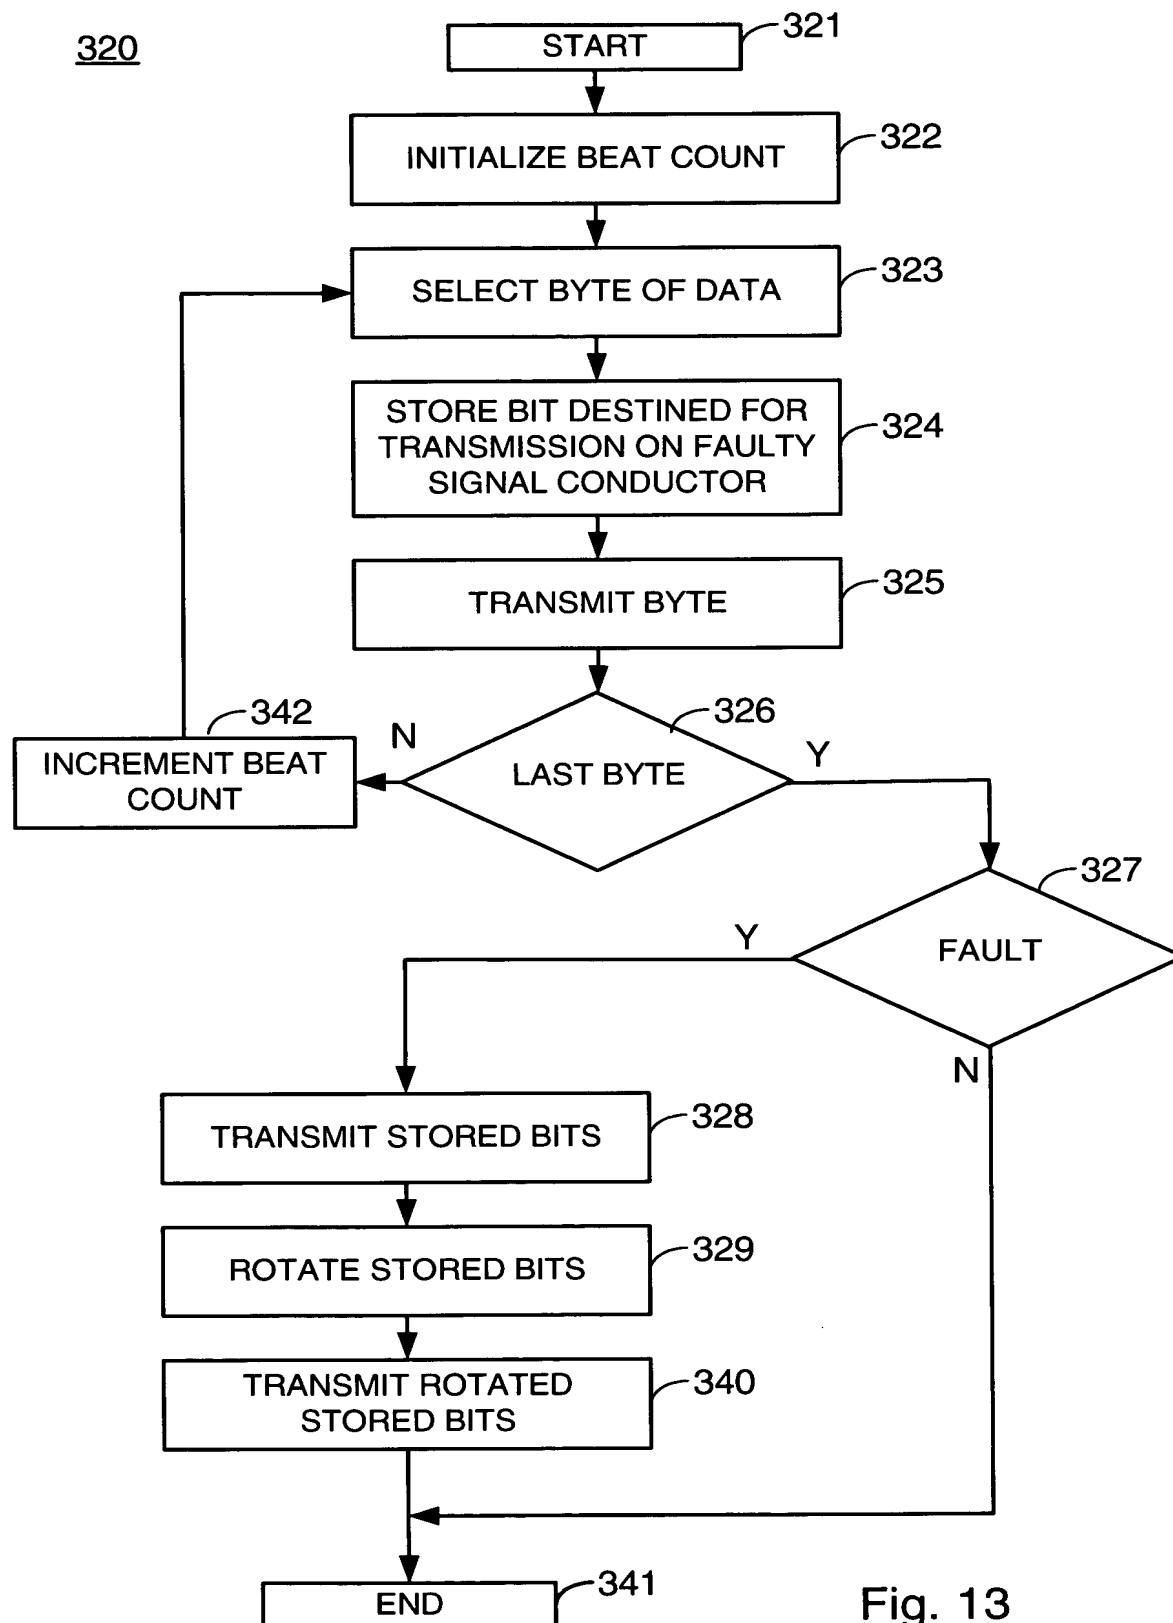 320
START
321
INITIALIZE BEAT COUNT
322
SELECT BYTE OF DATA
323
STORE BIT DESTINED FOR
TRANSMISSION ON FAULTY
SIGNAL CONDUCTOR
324
TRANSMIT BYTE
325
LAST BYTE
326
N
Y
INCREMENT BEAT
COUNT
342
FAULT
327
Y
N
TRANSMIT STORED BITS
328
ROTATE STORED BITS
329
TRANSMIT ROTATED
STORED BITS
340
END
341
Fig. 13